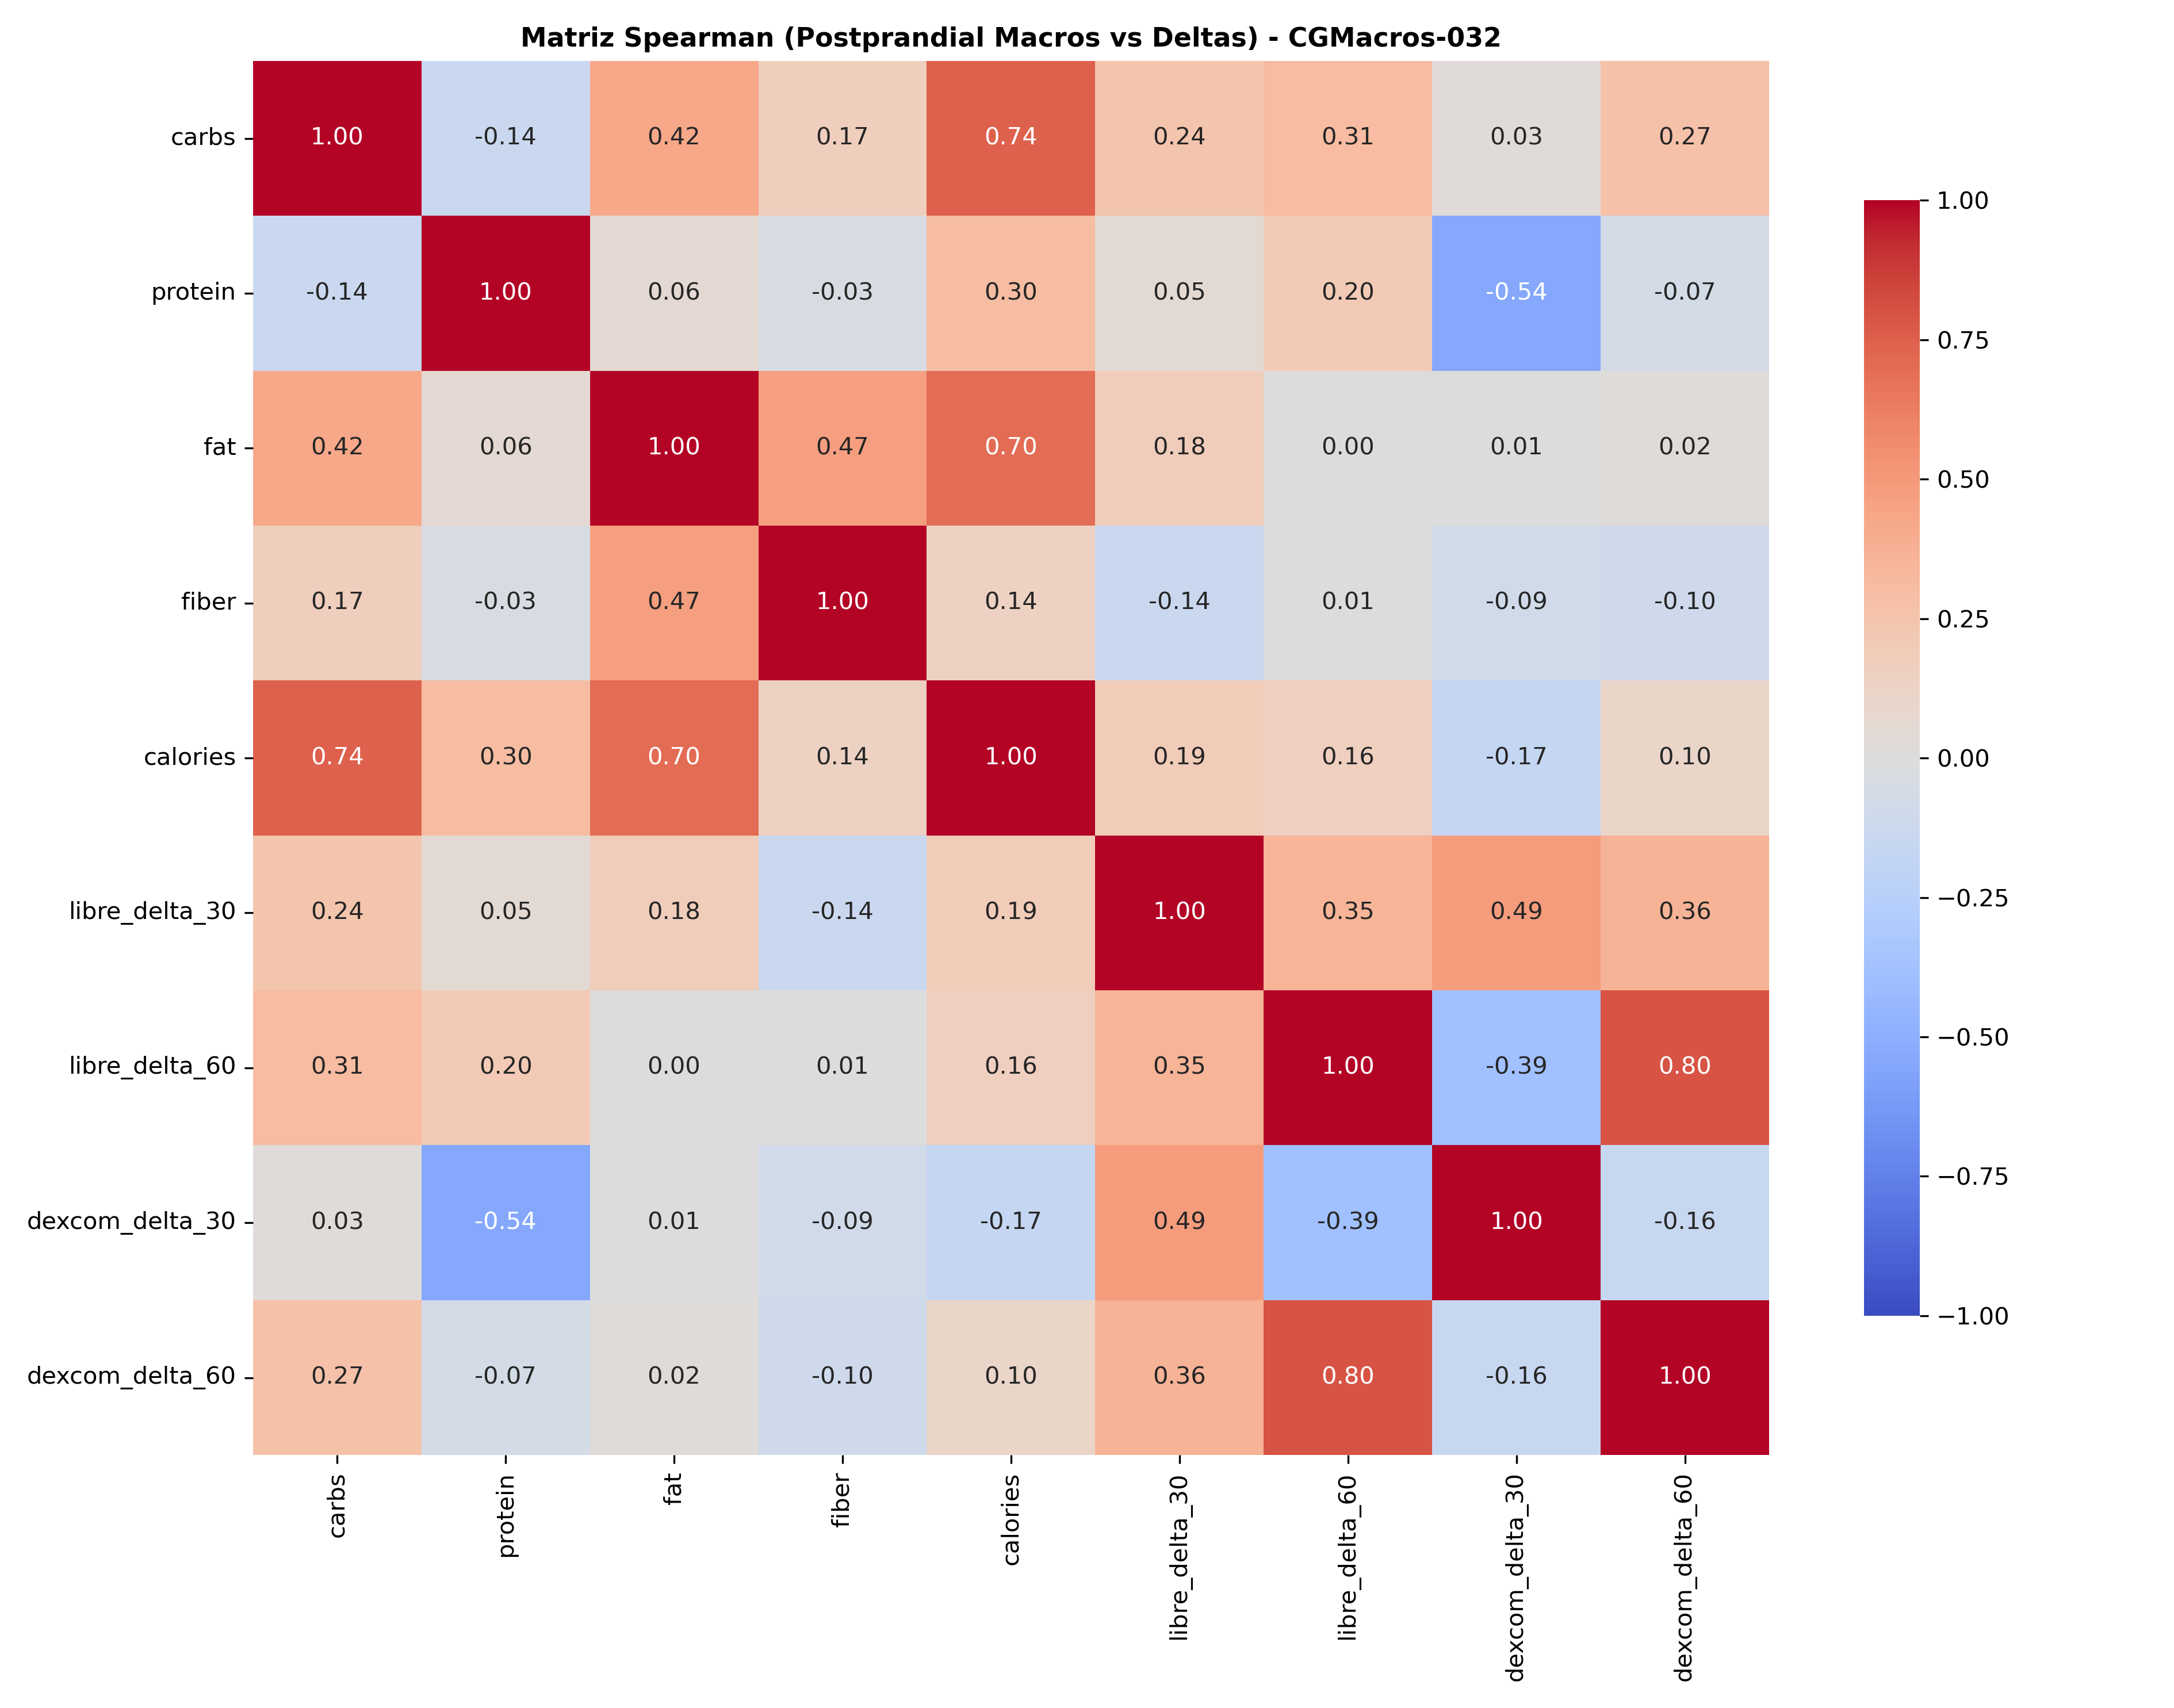 Matriz Spearman (Postprandial Macros vs Deltas) - CGMacros-032
carbs 1.00 -0.14 0.42 0.17 0.74 0.24 0.31 0.03 0.27
protein -0.14 1.00 0.06 -0.03 0.30 0.05 0.20 -0.54 -0.07
fat 0.42 0.06 1.00 0.47 0.70 0.18 0.00 0.01 0.02
fiber 0.17 -0.03 0.47 1.00 0.14 -0.14 0.01 -0.09 -0.10
calories 0.74 0.30 0.70 0.14 1.00 0.19 0.16 -0.17 0.10
libre_delta_30 0.24 0.05 0.18 -0.14 0.19 1.00 0.35 0.49 0.36
libre_delta_60 0.31 0.20 0.00 0.01 0.16 0.35 1.00 -0.39 0.80
dexcom_delta_30 0.03 -0.54 0.01 -0.09 -0.17 0.49 -0.39 1.00 -0.16
dexcom_delta_60 0.27 -0.07 0.02 -0.10 0.10 0.36 0.80 -0.16 1.00
carbs protein fat fiber calories libre_delta_30 libre_delta_60 dexcom_delta_30 dexcom_delta_60
1.00
0.75
0.50
0.25
0.00
−0.25
−0.50
−0.75
−1.00